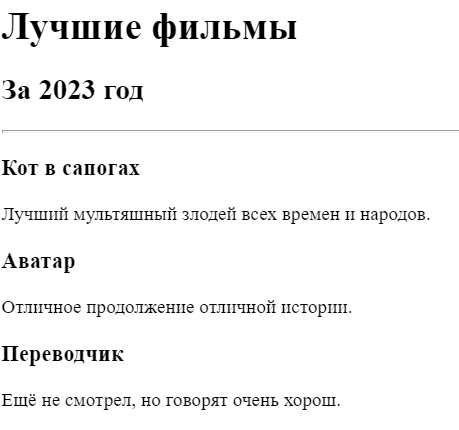 Лучшие фильмы
За 2023 год
Кот в сапогах
Лучший мультяшный злодей всех времен и народов.
Аватар
Отличное продолжение отличной истории.
Переводчик
Ещё не смотрел, но говорят очень хорош.